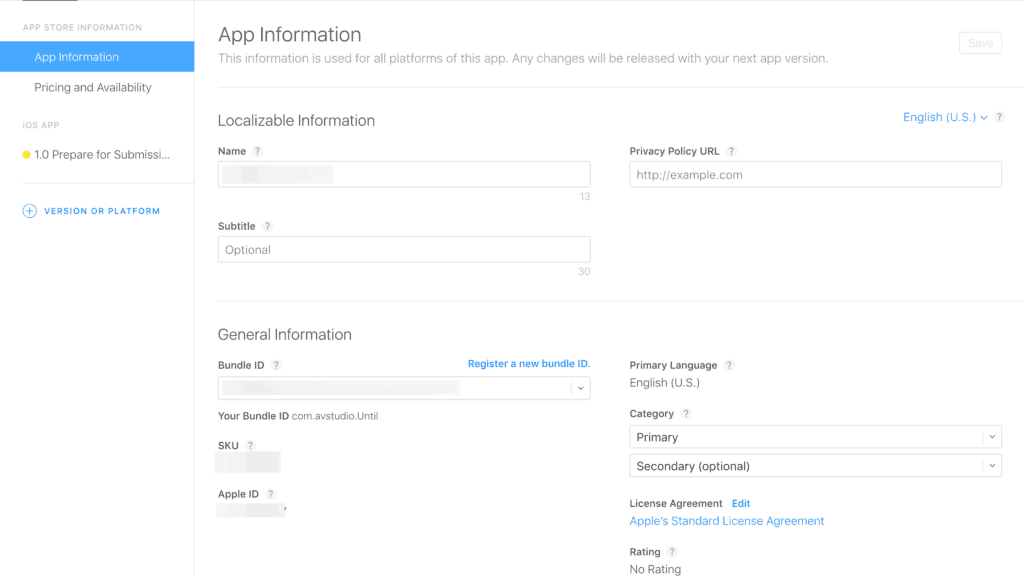 APP STORE INFORMATION
App Information
Pricing and Availability
iOS APP
1.0 Prepare for Submissi...
VERSION OR PLATFORM
App Information
Save
This information is used for all platforms of this app. Any changes will be released with your next app version.
Localizable Information
English (U.S.) ?
Name ?
13
Privacy Policy URL ?
http://example.com
Subtitle ?
Optional
30
General Information
Bundle ID ?
Register a new bundle ID.
Your Bundle ID com.avstudio.Until
SKU ?
Apple ID ?
Primary Language ?
English (U.S.)
Category ?
Primary
Secondary (optional)
License Agreement Edit
Apple's Standard License Agreement
Rating ?
No Rating